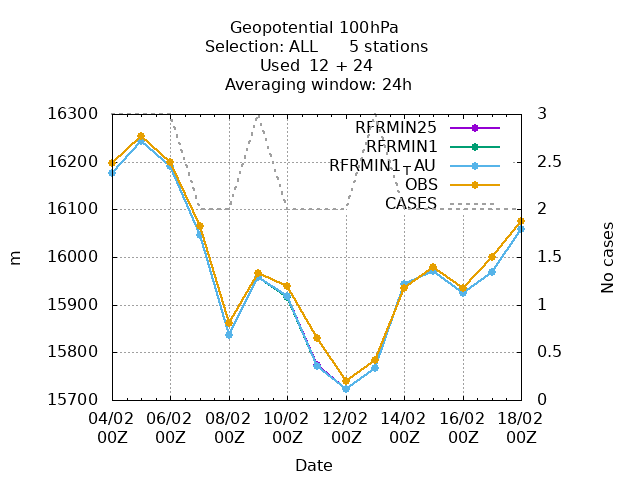 Geopotential 100hPa
Selection: ALL 5 stations
Used 12 + 24
Averaging window: 24h
16300
16200
16100
16000
15900
15800
15700
m
RFRMIN25
RFRMIN1
RFRMIN1_AU
OBS
CASES
3
2.5
2
1.5
1
0.5
0
No cases
04/02 06/02 08/02 10/02 12/02 14/02 16/02 18/02
00Z 00Z 00Z 00Z 00Z 00Z 00Z 00Z
Date